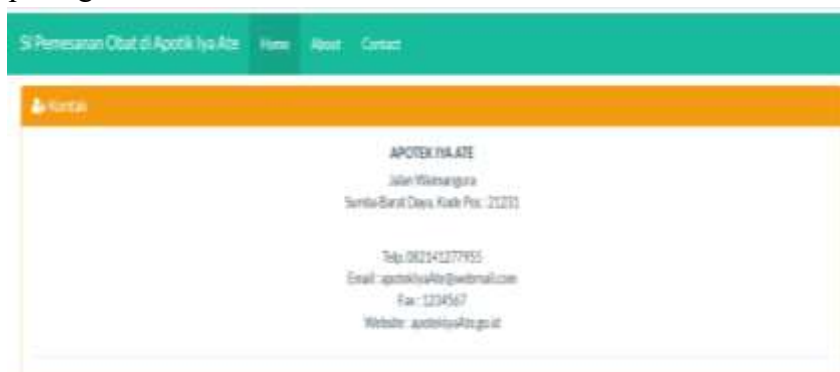 SI Pemesanan Obat di Apotik Iya Ate Home About Contact
Kontak
APOTEK IYA ATE
Jalan
Sumba Barat Daya, Kode Pos : 21231
Telp. 082141277955
Email : apotekIyaAte@webmail.com
Fax : 1234567
Website : apotekiyaAte.go.id